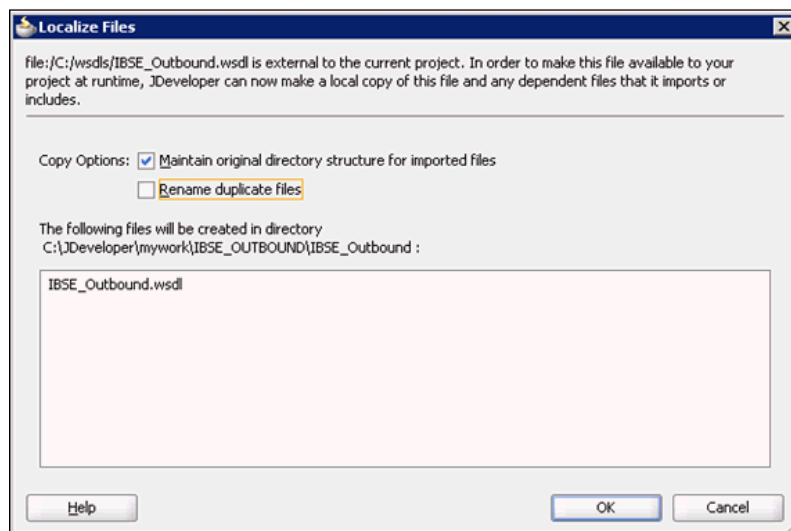 Localize Files
file:/C:/wsdls/IBSE_Outbound.wsdl is external to the current project. In order to make this file available to your
project at runtime, JDeveloper can now make a local copy of this file and any dependent files that it imports or
includes.
Copy Options: Maintain original directory structure for imported files
Rename duplicate files
The following files will be created in directory
C:\JDeveloper\mywork\IBSE_OUTBOUND\IBSE_Outbound :
IBSE_Outbound.wsdl
Help OK Cancel